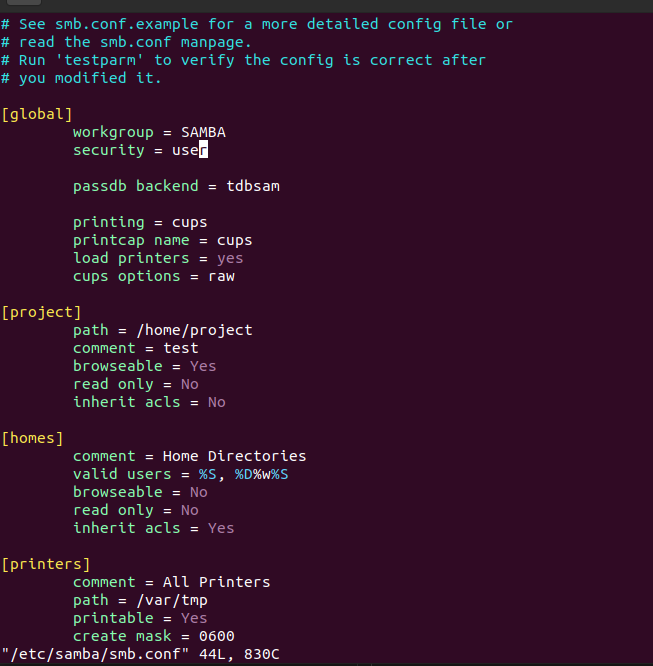 # See smb.conf.example for a more detailed config file or
# read the smb.conf manpage.
# Run 'testparm' to verify the config is correct after
# you modified it.
[global]
workgroup = SAMBA
security = user
passdb backend = tdbsam
printing = cups
printcap name = cups
load printers = yes
cups options = raw
[project]
path = /home/project
comment = test
browseable = Yes
read only = No
inherit acls = No
[homes]
comment = Home Directories
valid users = %S, %D%w%S
browseable = No
read only = No
inherit acls = Yes
[printers]
comment = All Printers
path = /var/tmp
printable = Yes
create mask = 0600
"/etc/samba/smb.conf" 44L, 830C